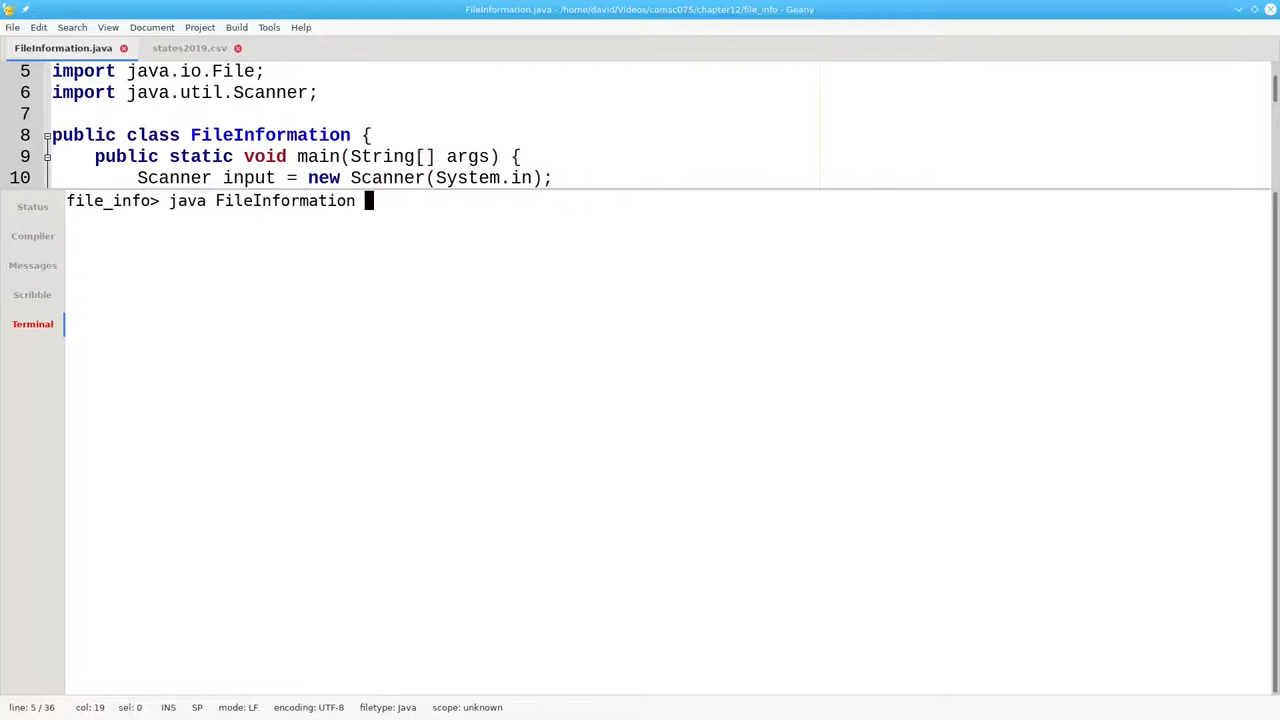 FileInformation.java - /home/david/Videos/comsc075/chapter12/file_info - Geany
File Edit Search View Document Project Build Tools Help
FileInformation.java states2019.csv
5 import java.io.File;
6 import java.util.Scanner;
7
8 public class FileInformation {
9 public static void main(String[] args) {
10 Scanner input = new Scanner(System.in);
file_info> java FileInformation
Status
Compiler
Messages
Scribble
Terminal
line: 5 / 36 col: 19 sel: 0 INS SP mode: LF encoding: UTF-8 filetype: Java scope: unknown